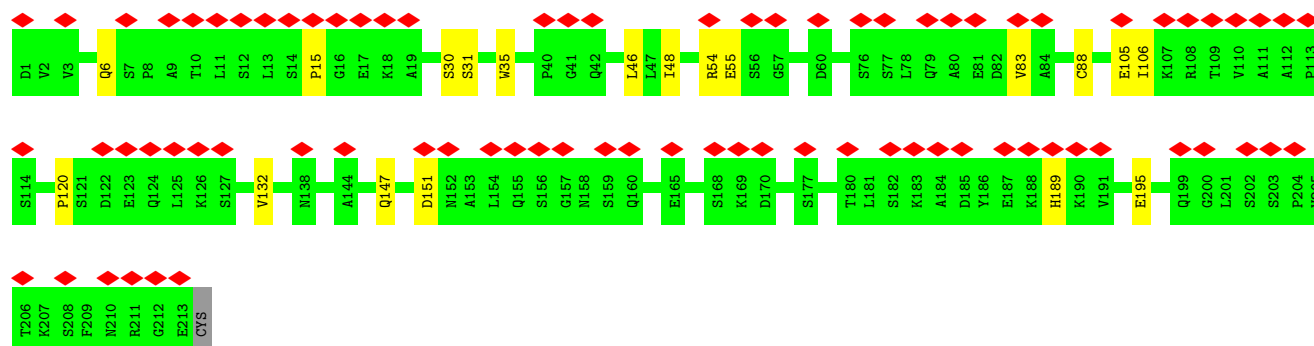 D1 V2 V3 Q6 S7 P8 A9 T10 L11 S12 L13 S14 P15 G16 E17 K18 A19 S30 S31 W35 P40 G41 Q42 L46 L47 I48 R54 E55 S56 G57 D60 S76 S77 L78 Q79 A80 E81 D82 V83 A84 C88 E105 I106 K107 R108 T109 V110 A111 A112 P113
S114 P120 S121 D122 E123 Q124 L125 K126 S127 V132 N138 A144 Q147 D151 N152 A153 L154 Q155 S156 G157 N158 S159 Q160 E165 S168 K169 D170 S177 T180 L181 S182 K183 A184 D185 Y186 E187 K188 H189 K190 V191 E195 Q199 G200 L201 S202 S203 P204
T206 K207 S208 F209 N210 R211 G212 E213 CYS